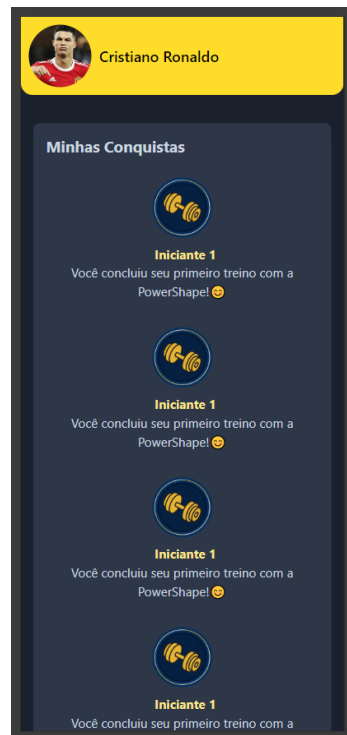 Cristiano Ronaldo
Minhas Conquistas
Iniciante 1
Você concluiu seu primeiro treino com a
PowerShape!😊
Iniciante 1
Você concluiu seu primeiro treino com a
PowerShape!😊
Iniciante 1
Você concluiu seu primeiro treino com a
PowerShape!😊
Iniciante 1
Você concluiu seu primeiro treino com a